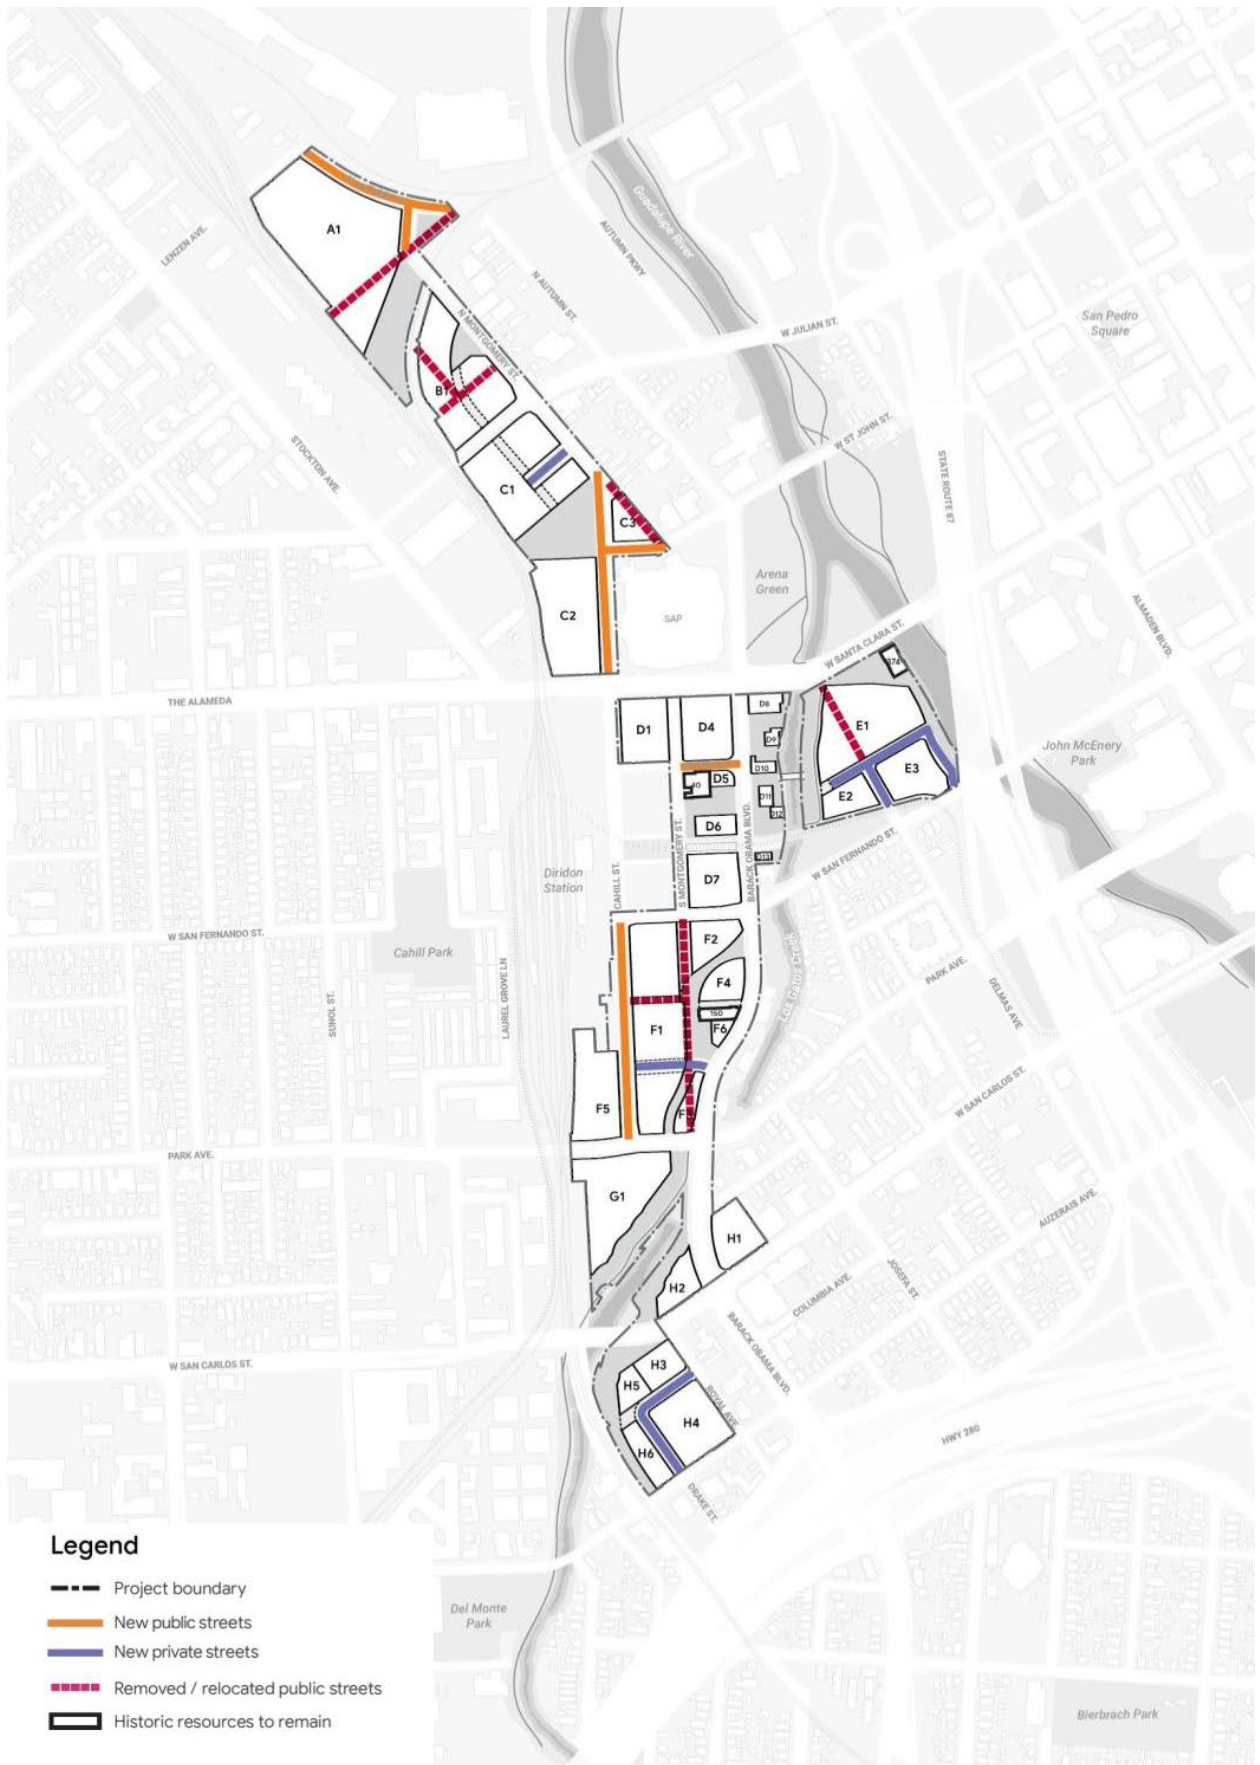 Guadalupe River
A1
LENZEN AVE.
AUTUMN PKWY
N AUTUMN ST.
San Pedro
Square
W JULIAN ST.
N MONTGOMERY ST.
B1
STOCKTON AVE.
W ST JOHN ST.
STATE ROUTE 87
C1
C3
Arena
Green
ALMADEN BLVD.
C2
SAP
W SANTA CLARA ST.
374
THE ALAMEDA
D1
D4
D8
D9
E1
John McEnery
Park
D10
E3
40
D5
E2
D11
D12
D6
S MONTGOMERY ST.
BARACK OBAMA BLVD.
W SAN FERNANDO ST.
Diridon
Station
CAHILL ST.
D7
W SAN FERNANDO ST.
Cahill Park
F2
Los Gatos Creek
PARK AVE.
DELMAS AVE
F4
SUNOL ST.
LAUREL GROVE LN
150
F1
F6
W SAN CARLOS ST.
F5
PARK AVE.
G1
AUZERAIS AVE.
H1
JOSEFA ST.
H2
COLUMBIA AVE.
BARACK OBAMA BLVD.
W SAN CARLOS ST.
H3
H5
ROYAL AVE.
H4
HWY 280
H6
DRAKE ST.
Legend
Project boundary
New public streets
New private streets
Removed / relocated public streets
Historic resources to remain
Del Monte
Park
Bierbrach Park